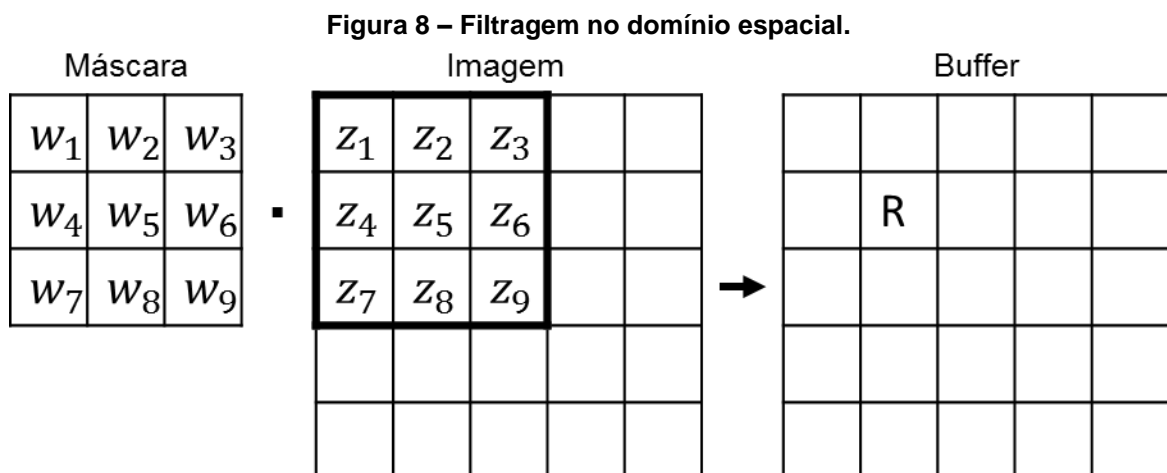 Figura 8 – Filtragem no domínio espacial.
Máscara Imagem Buffer
w₁ w₂ w₃ z₁ z₂ z₃
w₄ w₅ w₆ . z₄ z₅ z₆ R
w₇ w₈ w₉ z₇ z₈ z₉